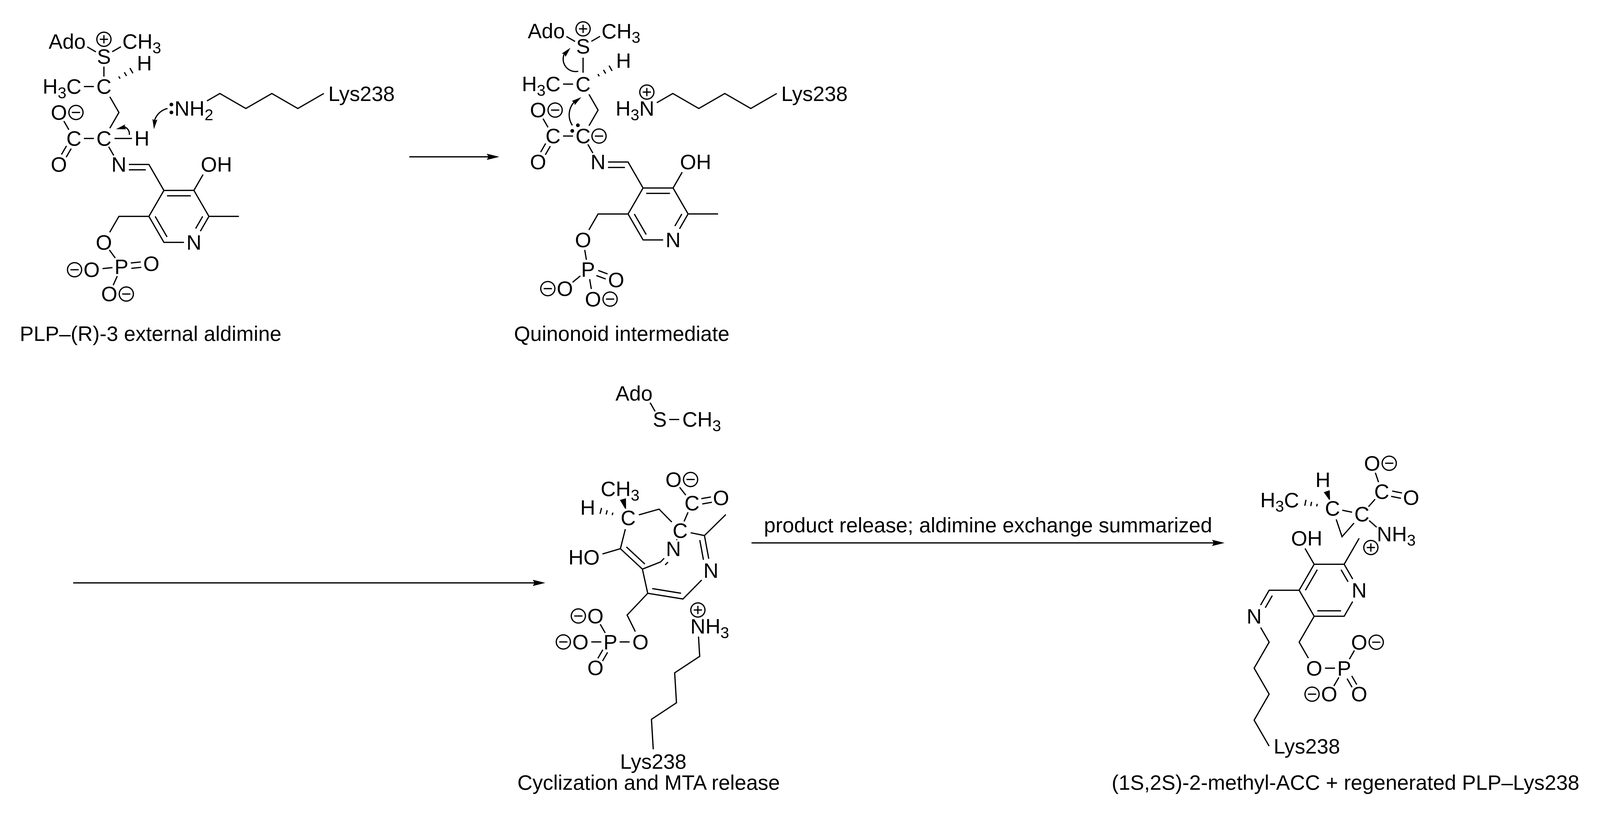 Ado S⊕ CH3
H
H3C C
O⊖ :NH2 Lys238
C C H
O N OH
O N
⊖O P O
O⊖
PLP–(R)-3 external aldimine
Ado S⊕ CH3
H
H3C C
O⊖ H3N⊕ Lys238
C C⊖
O N OH
O N
P O
⊖O O⊖
Quinonoid intermediate
Ado
S CH3
CH3 O⊖
H C C O
C
HO N
N
⊖O ⊕
⊖O P O NH3
O
Lys238
Cyclization and MTA release
product release; aldimine exchange summarized
O⊖
H C O
H3C C C
OH ⊕ NH3
N
N
O⊖
O P
⊖O O
Lys238
(1S,2S)-2-methyl-ACC + regenerated PLP–Lys238